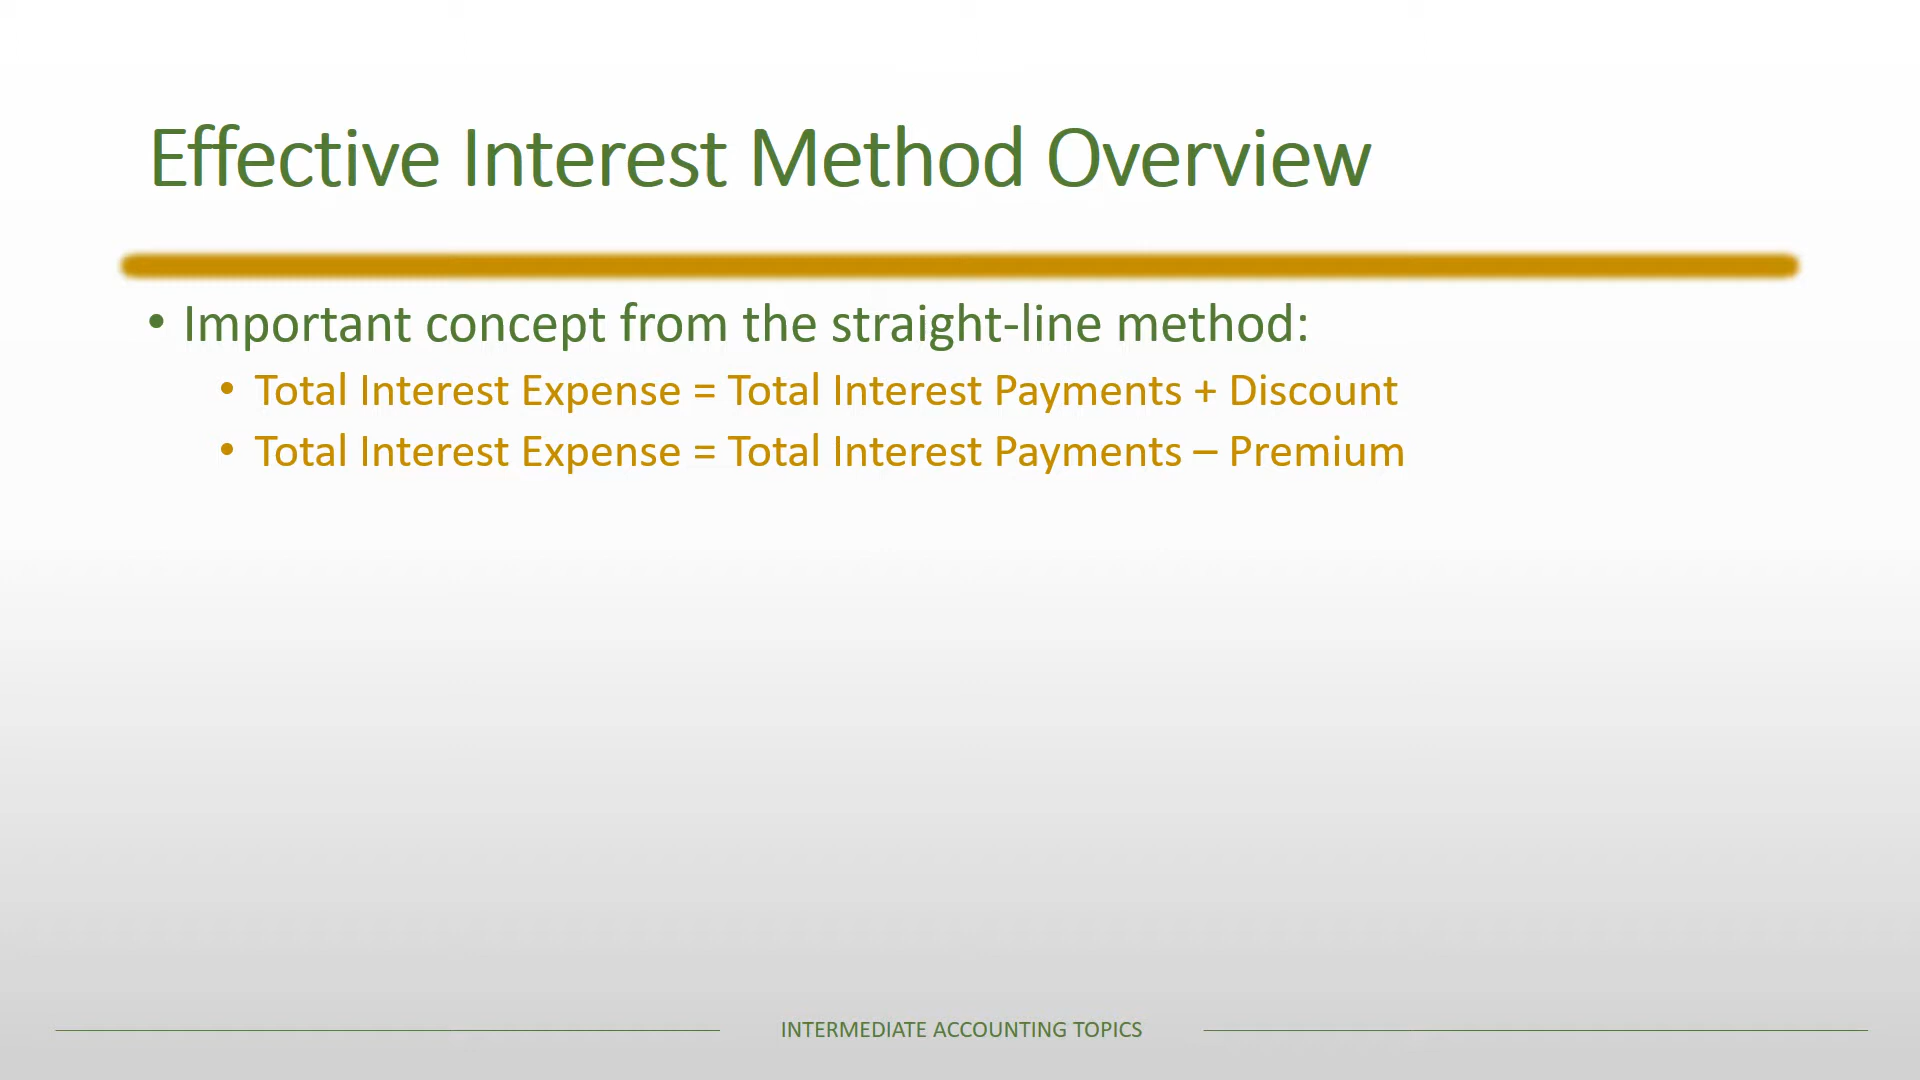 Effective Interest Method Overview
• Important concept from the straight-line method:
• Total Interest Expense = Total Interest Payments + Discount
• Total Interest Expense = Total Interest Payments – Premium
INTERMEDIATE ACCOUNTING TOPICS